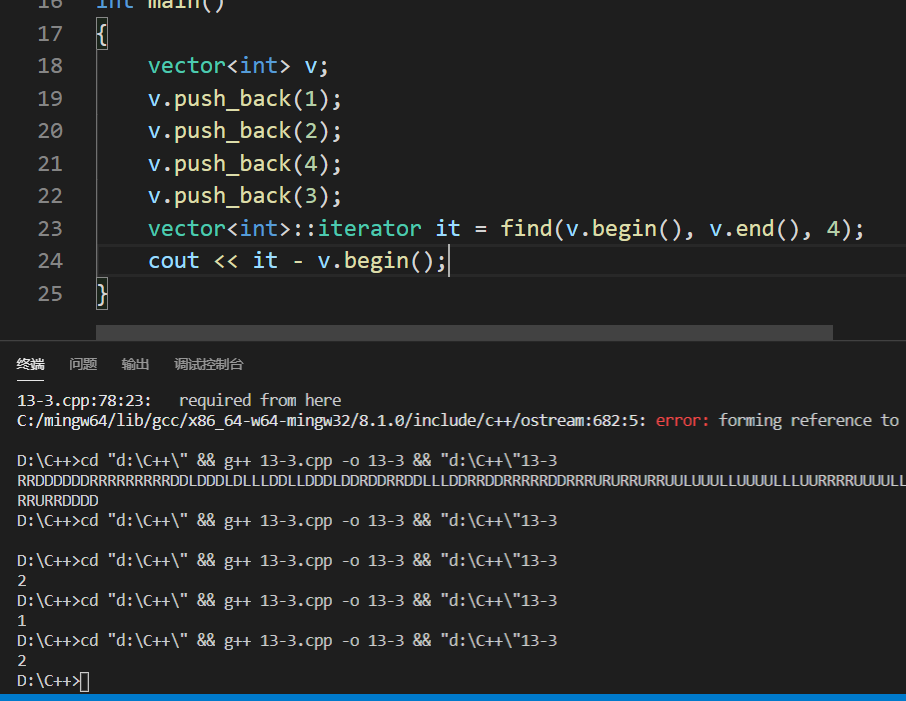 16 int main()
17 {
18 vector<int> v;
19 v.push_back(1);
20 v.push_back(2);
21 v.push_back(4);
22 v.push_back(3);
23 vector<int>::iterator it = find(v.begin(), v.end(), 4);
24 cout << it - v.begin();
25 }
终端 问题 输出 调试控制台
13-3.cpp:78:23:   required from here
C:/mingw64/lib/gcc/x86_64-w64-mingw32/8.1.0/include/c++/ostream:682:5: error: forming reference to
D:\C++>cd "d:\C++\" && g++ 13-3.cpp -o 13-3 && "d:\C++\"13-3
RRDDDDDDRRRRRRRRRRDDLDDDLDLLLDDLLDDDLDDRDDRRDDLLLDDRRDDRRRRRDDRRRURURRURRUULUUULLUUUULLLUURRRRUUUULL
RRURRDDDD
D:\C++>cd "d:\C++\" && g++ 13-3.cpp -o 13-3 && "d:\C++\"13-3
D:\C++>cd "d:\C++\" && g++ 13-3.cpp -o 13-3 && "d:\C++\"13-3
2
D:\C++>cd "d:\C++\" && g++ 13-3.cpp -o 13-3 && "d:\C++\"13-3
1
D:\C++>cd "d:\C++\" && g++ 13-3.cpp -o 13-3 && "d:\C++\"13-3
2
D:\C++>